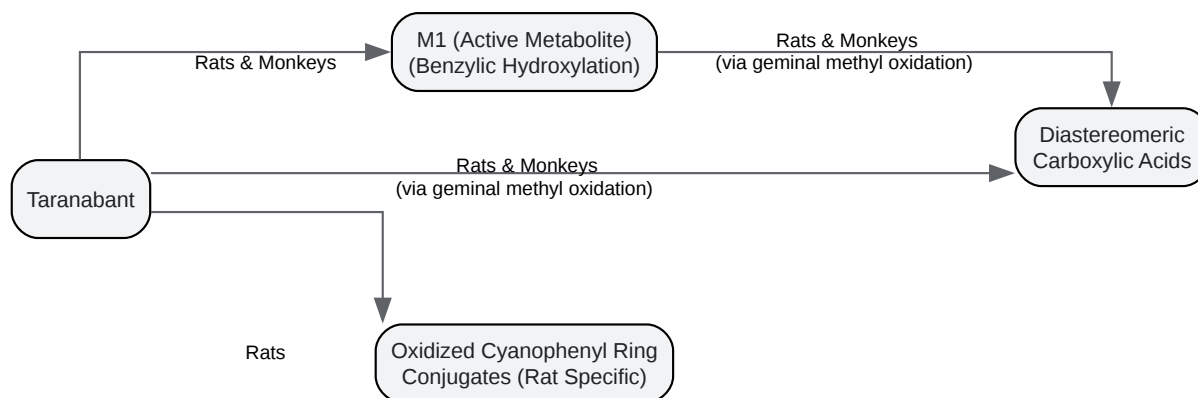 M1 (Active Metabolite)
(Benzylic Hydroxylation)
Rats & Monkeys
Rats & Monkeys
(via geminal methyl oxidation)
Diastereomeric
Carboxylic Acids
Rats & Monkeys
(via geminal methyl oxidation)
Taranabant
Rats
Oxidized Cyanophenyl Ring
Conjugates (Rat Specific)